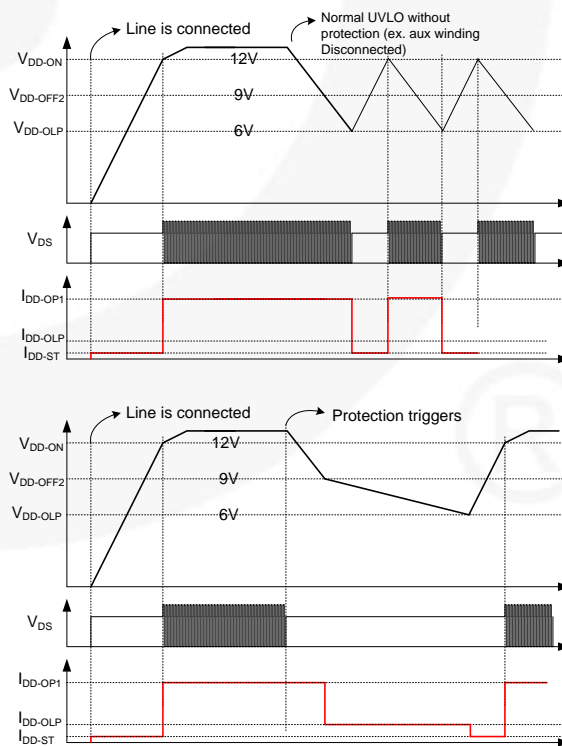 Line is connected
Normal UVLO without
protection (ex. aux winding
Disconnected)
VDD-ON
12V
VDD-OFF2
9V
VDD-OLP
6V
VDS
IDD-OP1
IDD-OLP
IDD-ST
Line is connected
Protection triggers
VDD-ON
12V
VDD-OFF2
9V
VDD-OLP
6V
VDS
IDD-OP1
IDD-OLP
IDD-ST
®